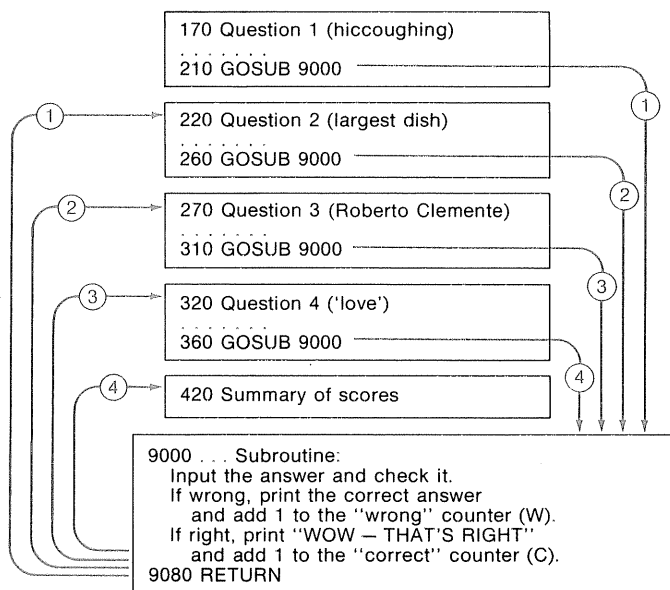 170 Question 1 (hiccoughing)
. . . . . . .
210 GOSUB 9000
1
1
220 Question 2 (largest dish)
. . . . . . .
260 GOSUB 9000
2
2
270 Question 3 (Roberto Clemente)
. . . . . . .
310 GOSUB 9000
3
3
320 Question 4 ('love')
. . . . . . .
360 GOSUB 9000
4
4
420 Summary of scores
9000 . . . Subroutine:
Input the answer and check it.
If wrong, print the correct answer
and add 1 to the "wrong" counter (W).
If right, print "WOW — THAT'S RIGHT"
and add 1 to the "correct" counter (C).
9080 RETURN